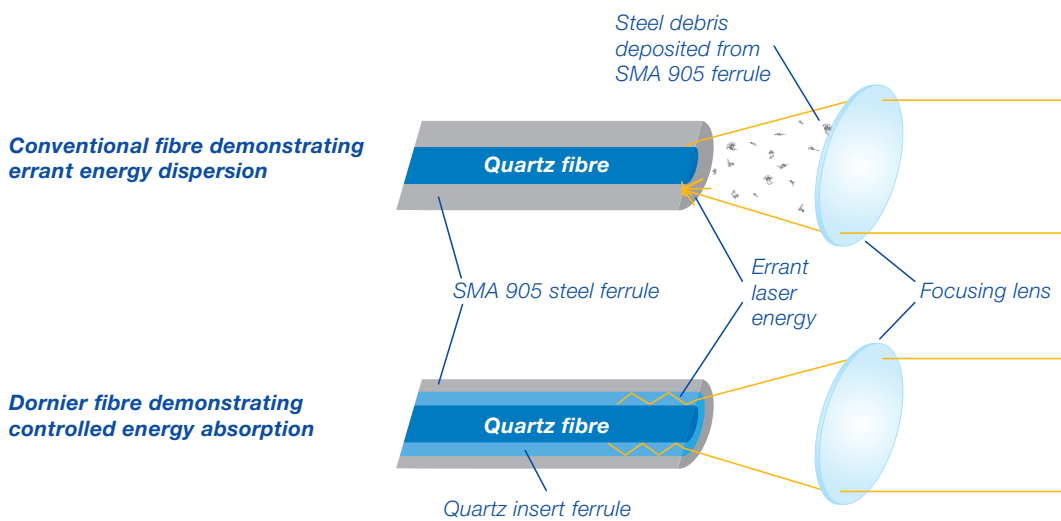 Steel debris
deposited from
SMA 905 ferrule
Conventional fibre demonstrating
errant energy dispersion
Quartz fibre
SMA 905 steel ferrule
Errant
laser
energy
Focusing lens
Dornier fibre demonstrating
controlled energy absorption
Quartz fibre
Quartz insert ferrule